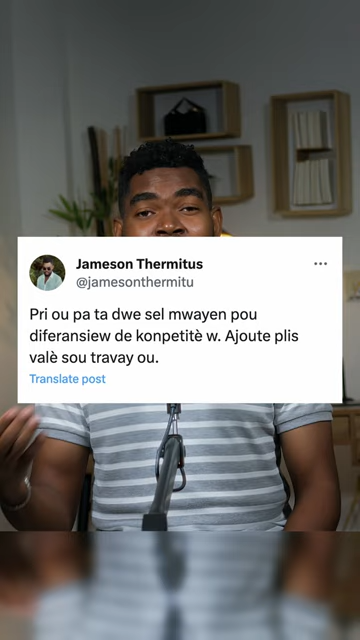 Jameson Thermitus
@jamesonthermitu
Pri ou pa ta dwe sel mwayen pou
diferansiew de konpetitè w. Ajoute plis
valè sou travay ou.
Translate post